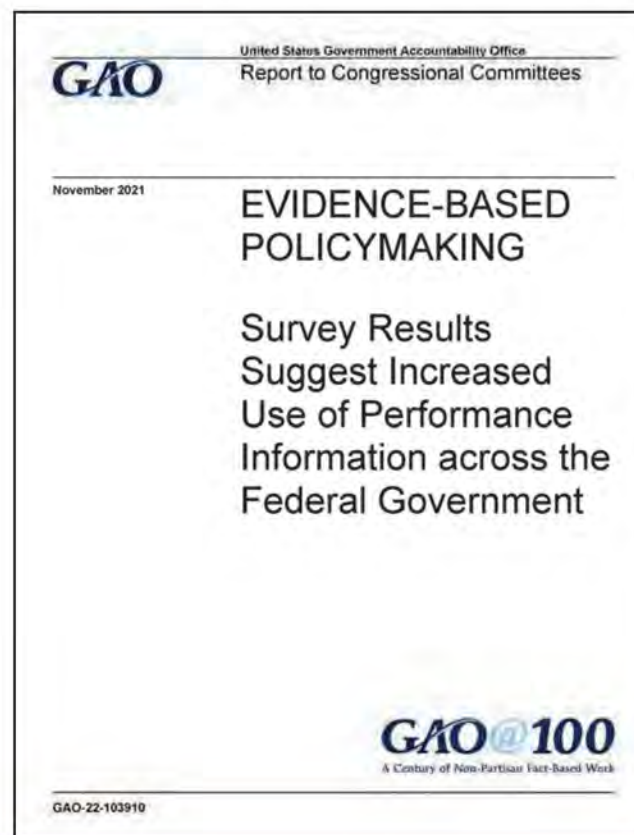 United States Government Accountability Office
GAO
Report to Congressional Committees
November 2021
EVIDENCE-BASED
POLICYMAKING
Survey Results
Suggest Increased
Use of Performance
Information across the
Federal Government
GAO@100
A Century of Non-Partisan Fact-Based Work
GAO-22-103910